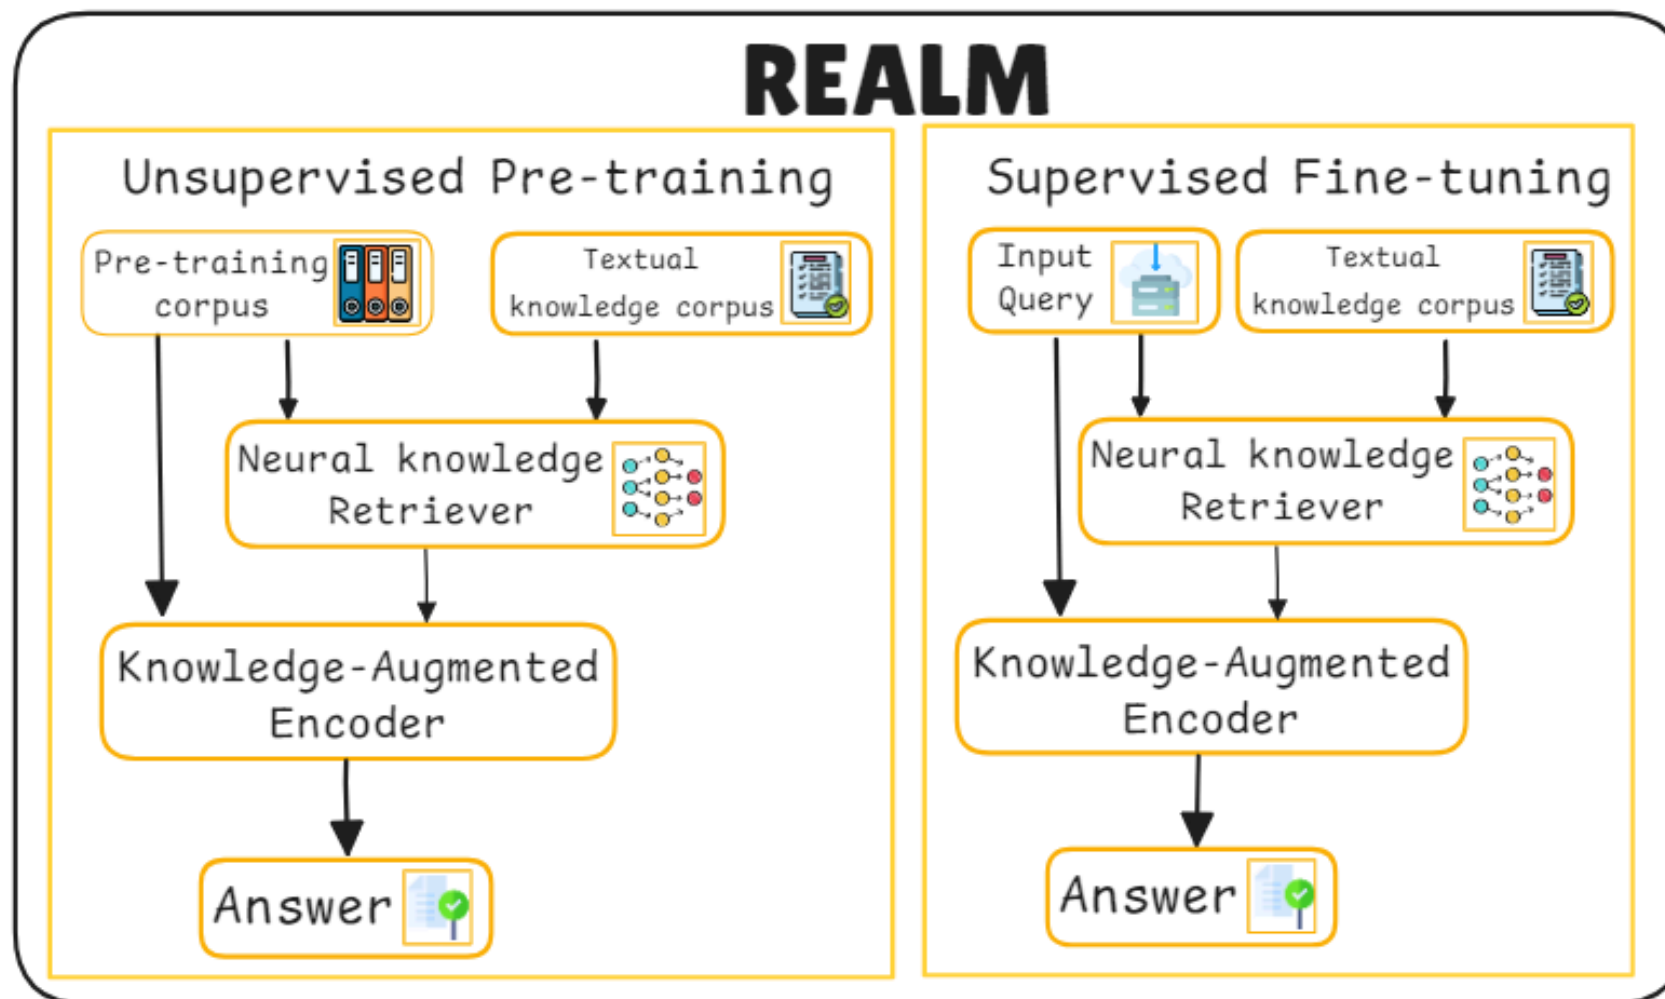 REALM
Unsupervised Pre-training
Pre-training
corpus
Textual
knowledge corpus
Neural knowledge
Retriever
Knowledge-Augmented
Encoder
Answer
Supervised Fine-tuning
Input
Query
Textual
knowledge corpus
Neural knowledge
Retriever
Knowledge-Augmented
Encoder
Answer